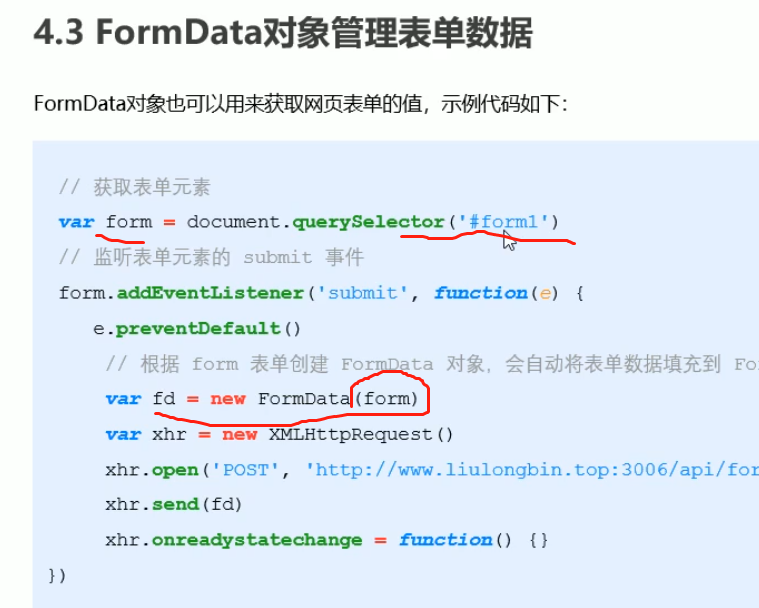 4.3 FormData对象管理表单数据
FormData对象也可以用来获取网页表单的值，示例代码如下：
// 获取表单元素
var form = document.querySelector('#form1')
// 监听表单元素的 submit 事件
form.addEventListener('submit', function(e) {
e.preventDefault()
// 根据 form 表单创建 FormData 对象，会自动将表单数据填充到 For
var fd = new FormData(form)
var xhr = new XMLHttpRequest()
xhr.open('POST', 'http://www.liulongbin.top:3006/api/for
xhr.send(fd)
xhr.onreadystatechange = function() {}
})